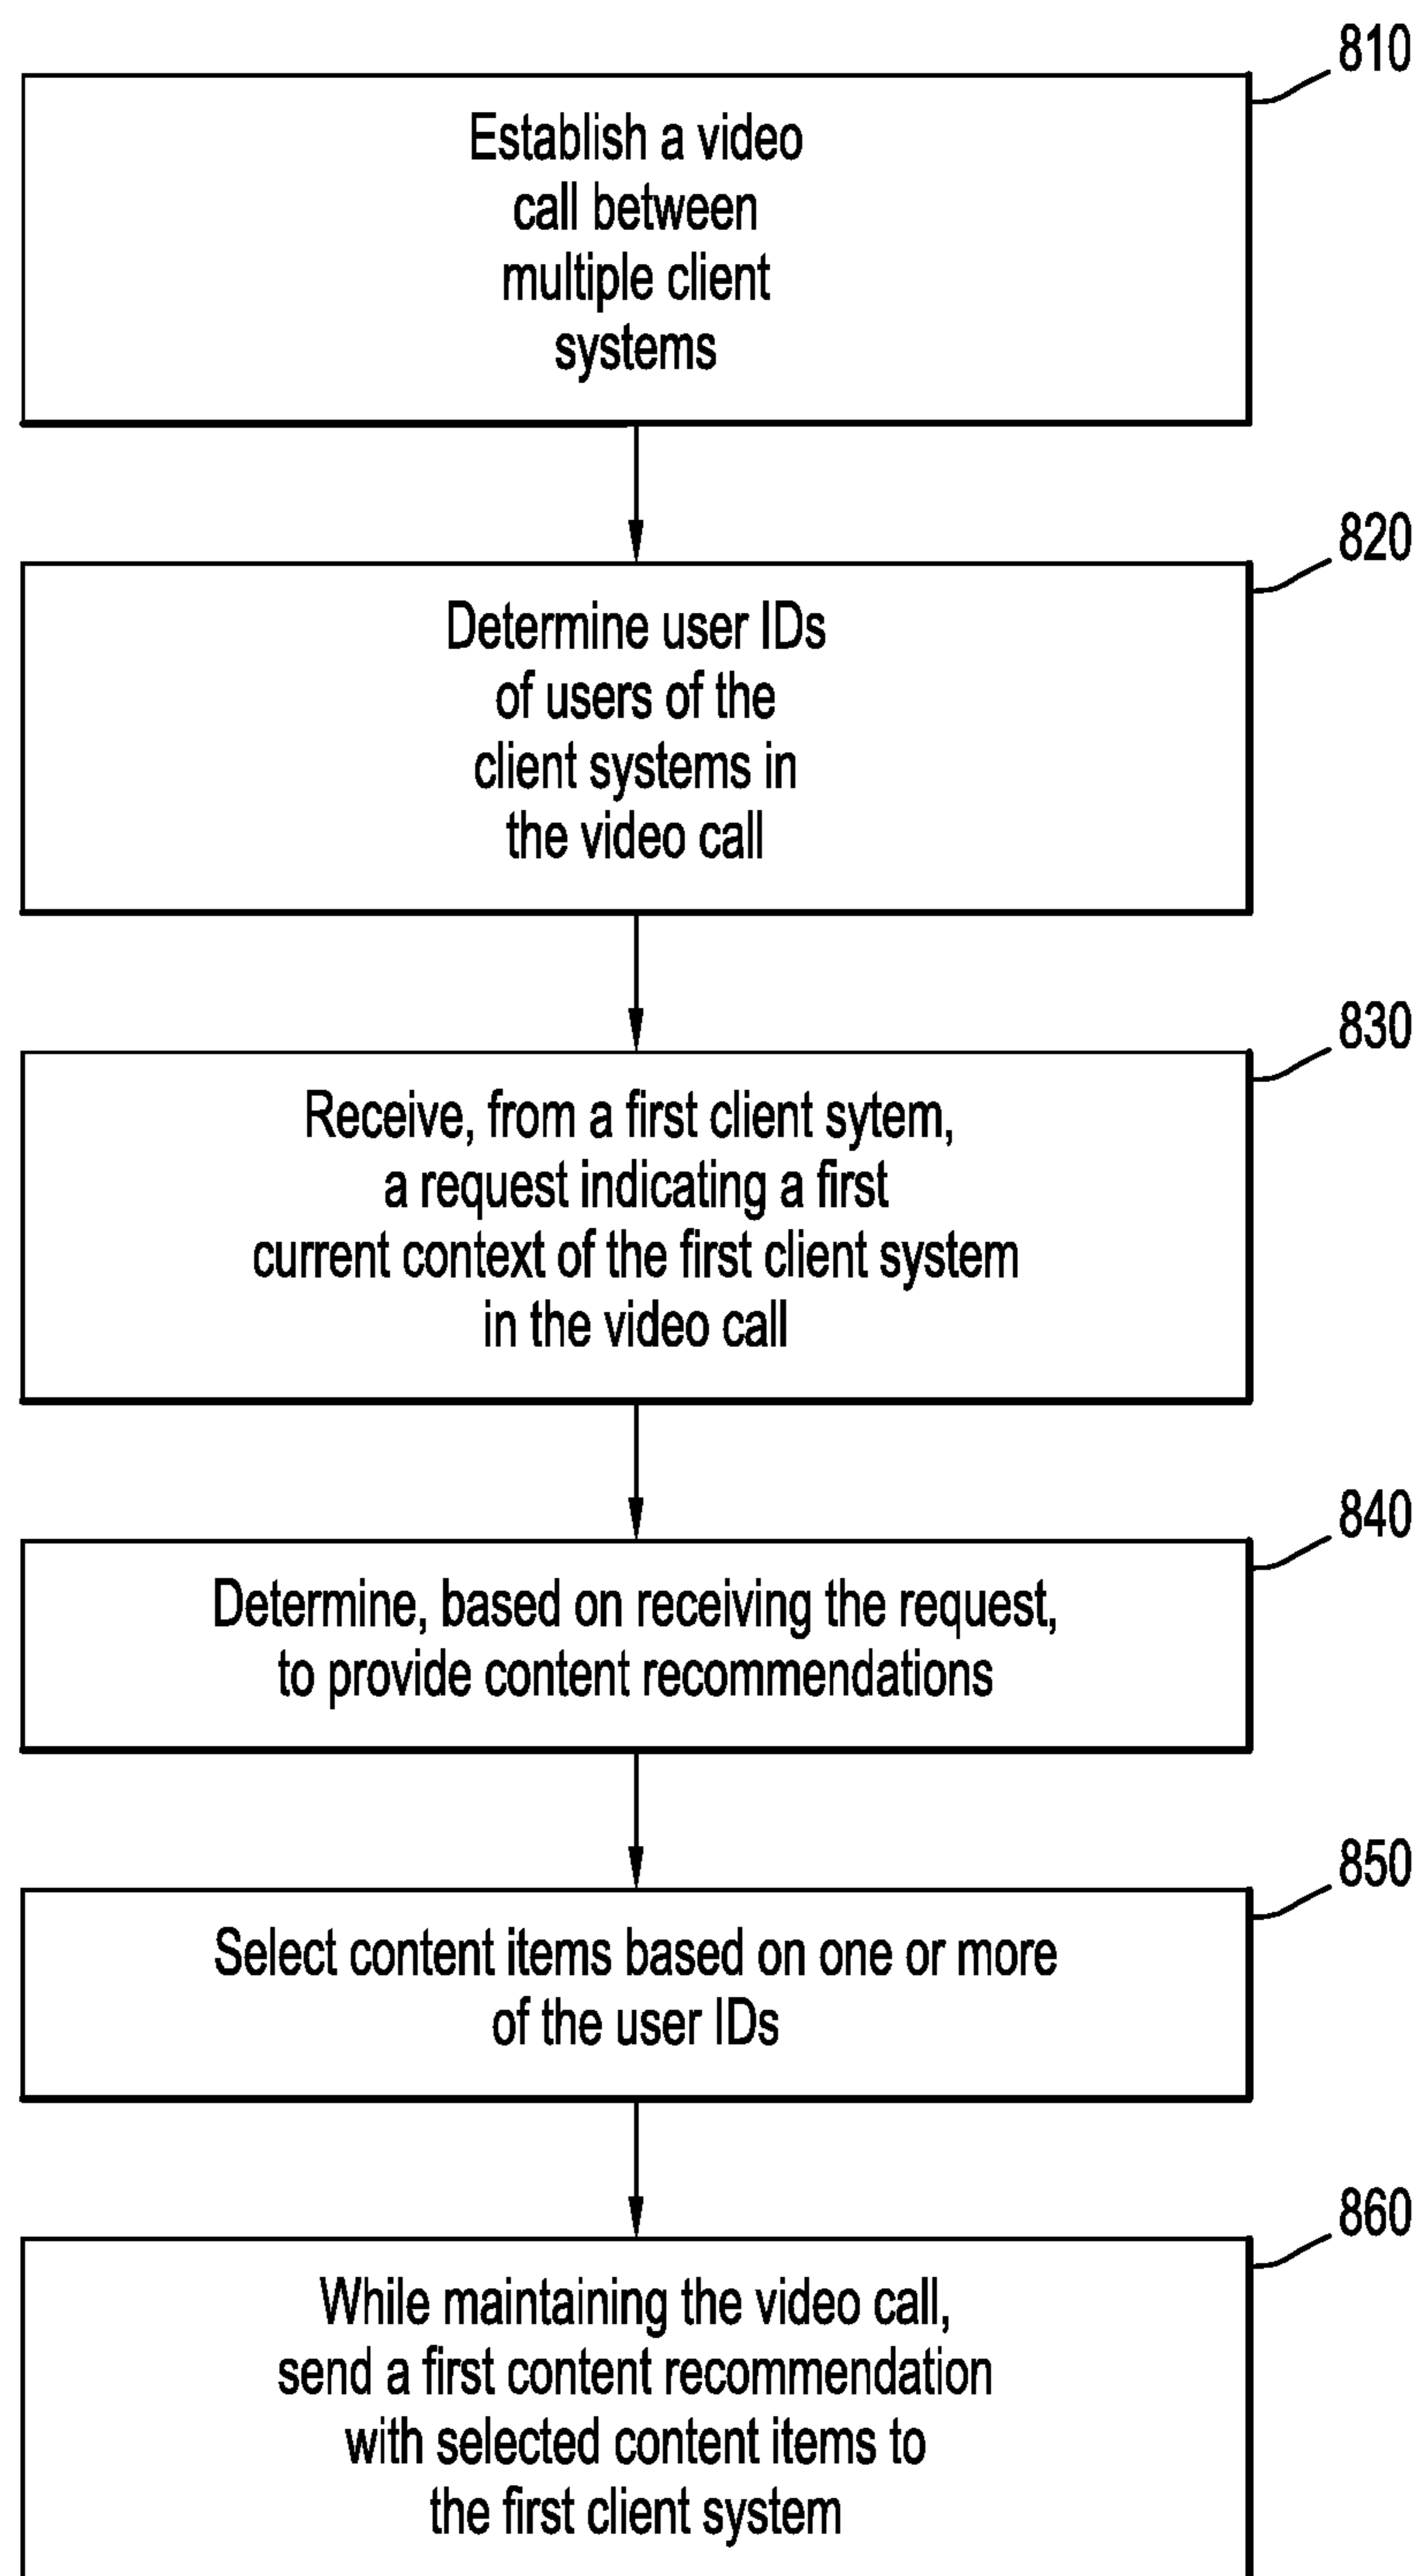 810
Establish a video
call between
multiple client
systems
820
Determine user IDs
of users of the
client systems in
the video call
830
Receive, from a first client sytem,
a request indicating a first
current context of the first client system
in the video call
840
Determine, based on receiving the request,
to provide content recommendations
850
Select content items based on one or more
of the user IDs
860
While maintaining the video call,
send a first content recommendation
with selected content items to
the first client system